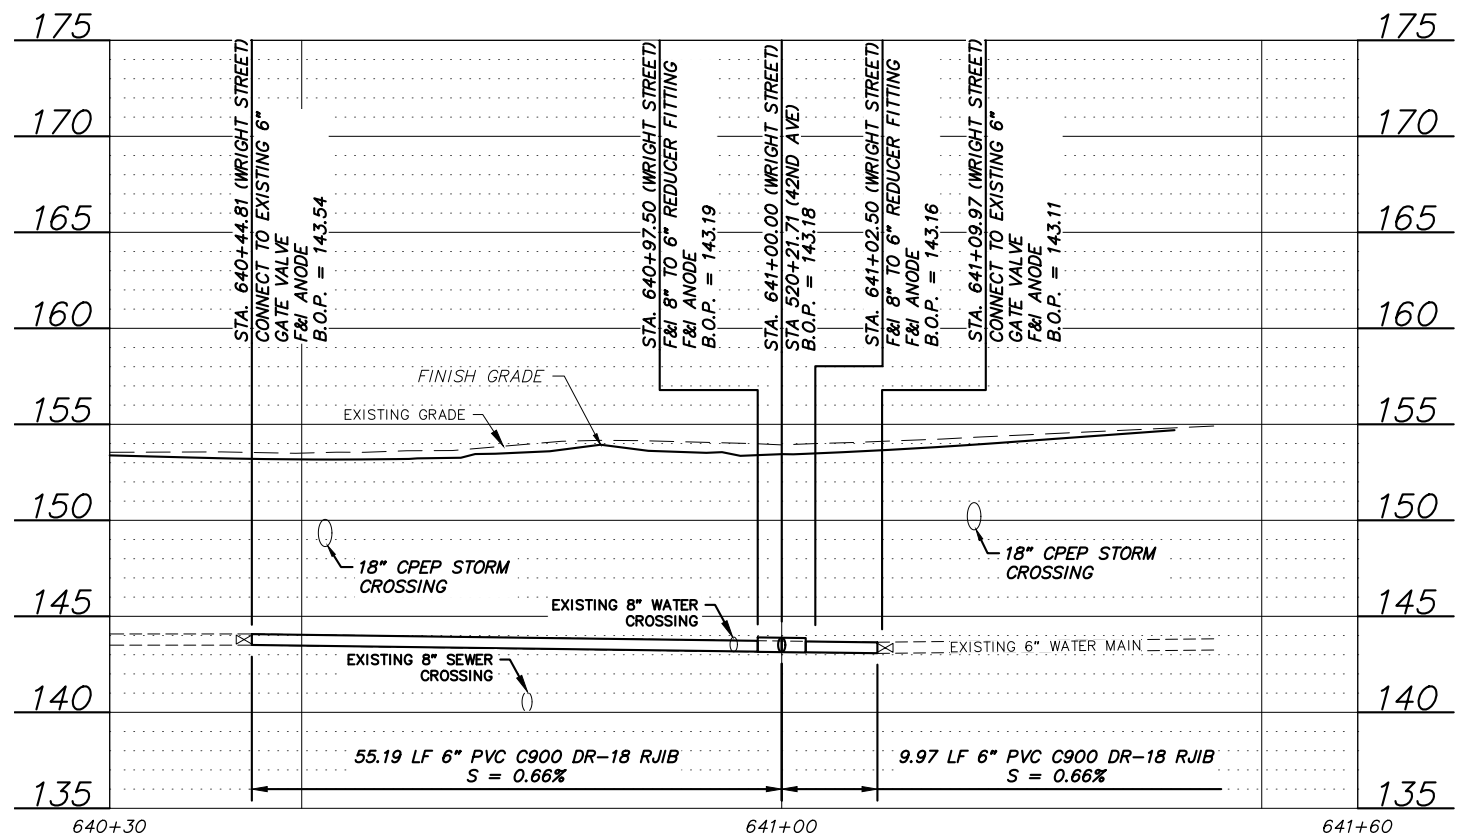 175
170
165
160
155
150
145
140
135
175
170
165
160
155
150
145
140
135
STA. 640+44.81 (WRIGHT STREET)
CONNECT TO EXISTING 6"
GATE VALVE
F&I ANODE
B.O.P. = 143.54
STA. 640+97.50 (WRIGHT STREET)
F&I 8" TO 6" REDUCER FITTING
F&I ANODE
B.O.P. = 143.19
STA. 641+00.00 (WRIGHT STREET)
STA 520+21.71 (42ND AVE)
B.O.P. = 143.18
STA. 641+02.50 (WRIGHT STREET)
F&I 8" TO 6" REDUCER FITTING
F&I ANODE
B.O.P. = 143.16
STA. 641+09.97 (WRIGHT STREET)
CONNECT TO EXISTING 6"
GATE VALVE
F&I ANODE
B.O.P. = 143.11
FINISH GRADE
EXISTING GRADE
18" CPEP STORM
CROSSING
18" CPEP STORM
CROSSING
EXISTING 8" WATER
CROSSING
EXISTING 6" WATER MAIN
EXISTING 8" SEWER
CROSSING
55.19 LF 6" PVC C900 DR-18 RJIB
S = 0.66%
9.97 LF 6" PVC C900 DR-18 RJIB
S = 0.66%
640+30
641+00
641+60